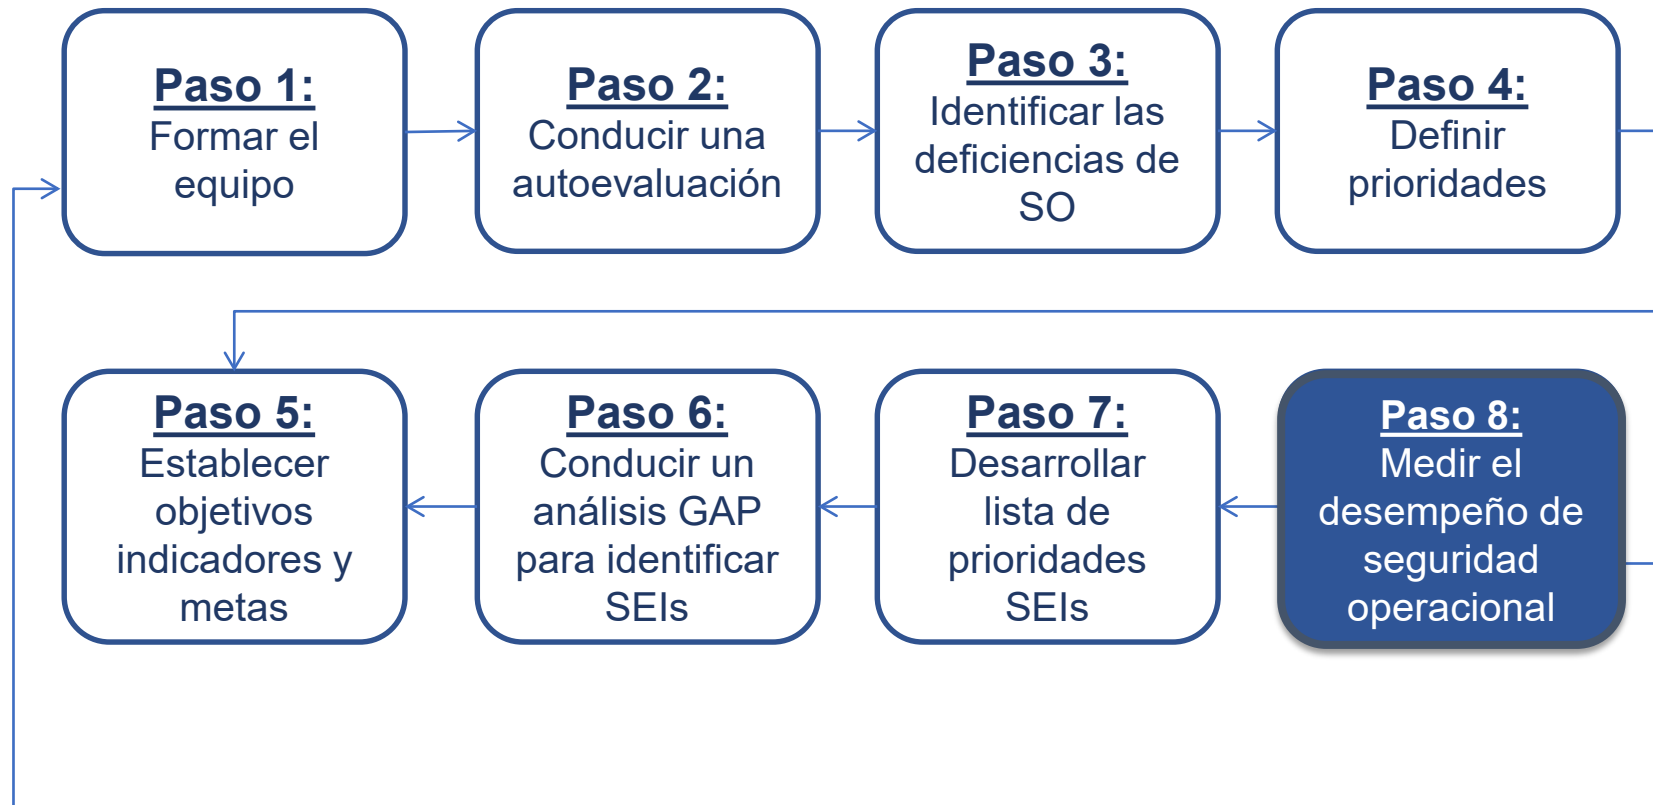 Paso 1:
Formar el
equipo
Paso 2:
Conducir una
autoevaluación
Paso 3:
Identificar las
deficiencias de
SO
Paso 4:
Definir
prioridades
Paso 5:
Establecer
objetivos
indicadores y
metas
Paso 6:
Conducir un
análisis GAP
para identificar
SEIs
Paso 7:
Desarrollar
lista de
prioridades
SEIs
Paso 8:
Medir el
desempeño de
seguridad
operacional